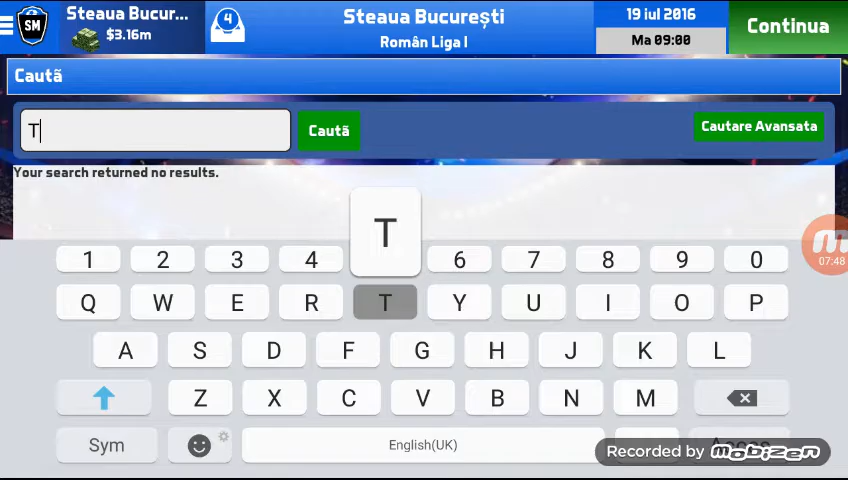 SM
Steaua Bucur...
$3.16m
4
Steaua București
Român Liga I
19 iul 2016
Ma 09:00
Continua
Caută
T
Caută
Cautare Avansata
Your search returned no results.
T
07:48
1 2 3 4 6 7 8 9 0
Q W E R T Y U I O P
A S D F G H J K L
Z X C V B N M
Sym
English(UK)
Recorded by mobizen